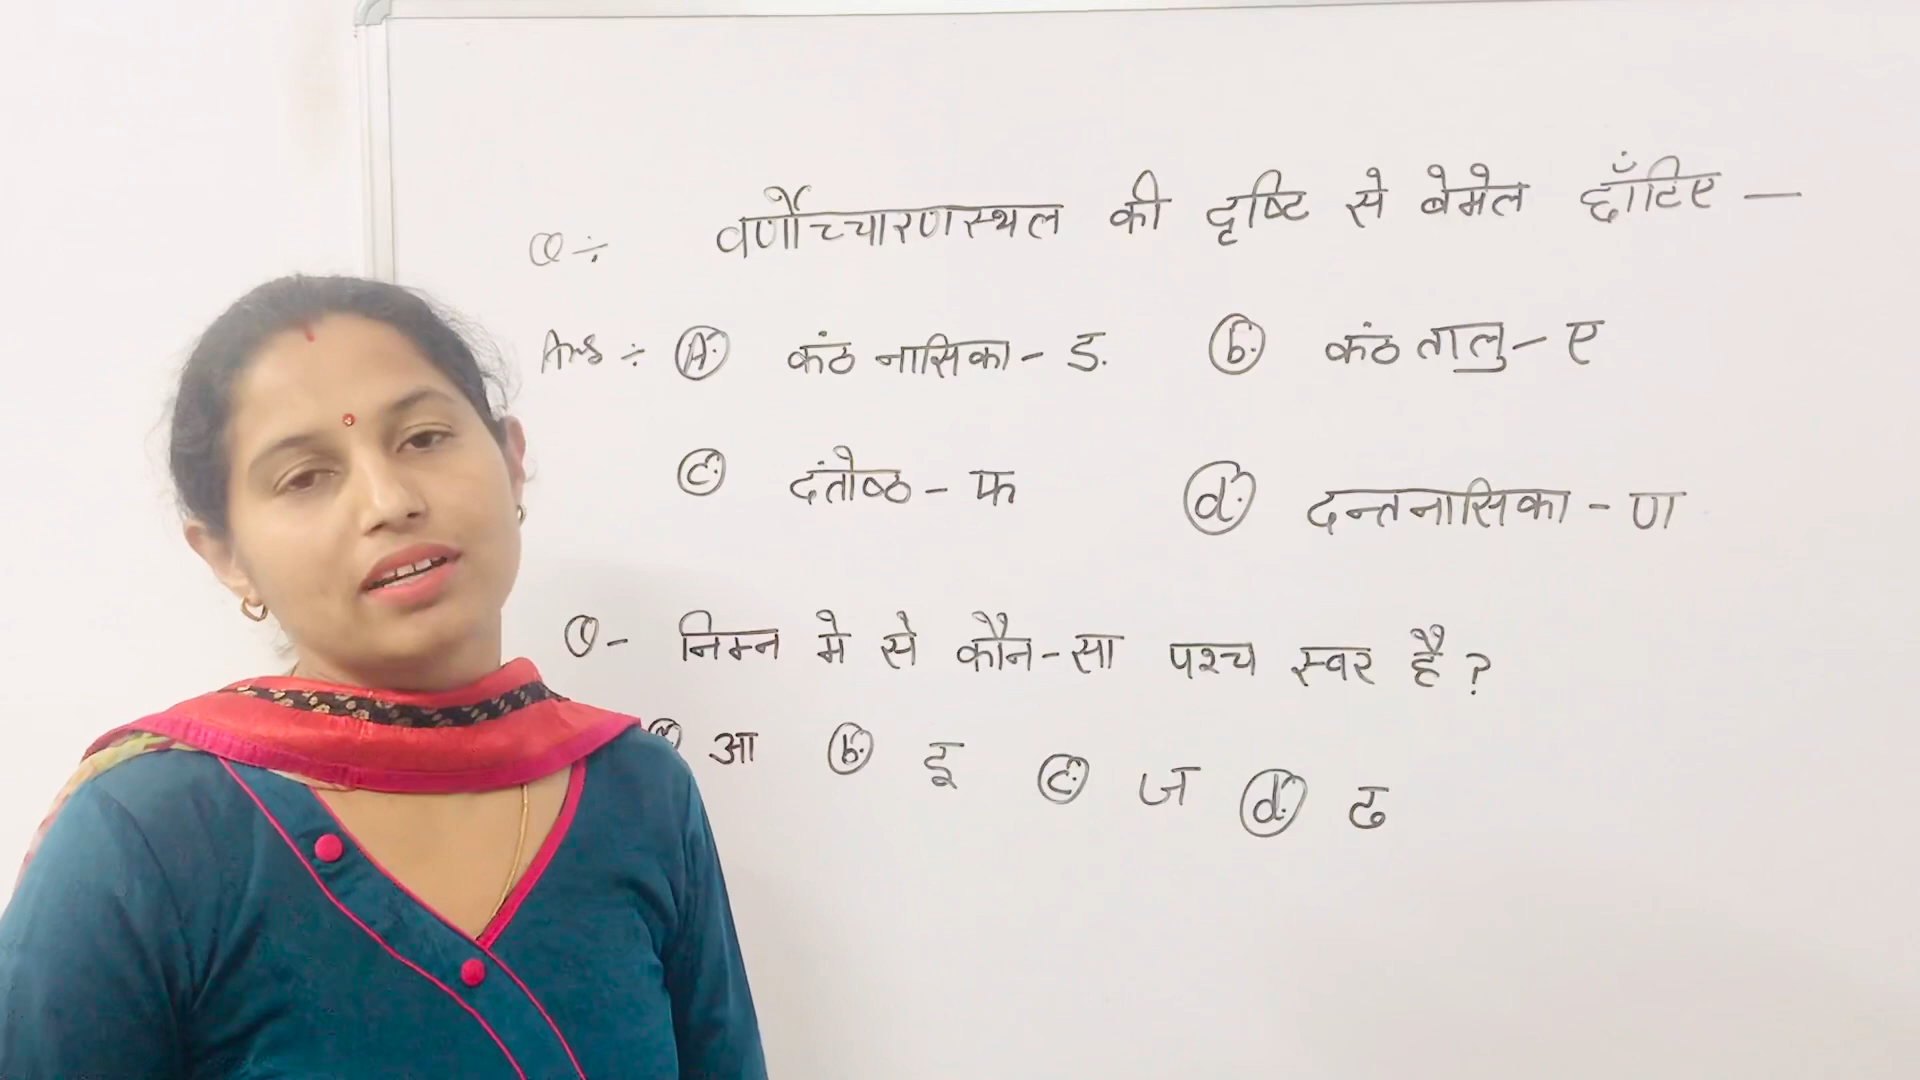 Q ÷ वर्णोच्चारणस्थल की दृष्टि से बेमेल छाँटिए —
Ans ÷ (A) कंठ नासिका - ङ (b) कंठ तालु - ए
(c) दंतोष्ठ - फ (d) दन्तनासिका - ण
Q - निम्न मे से कौन-सा पश्च स्वर है ?
आ (b) इ (c) ज (d) ढ